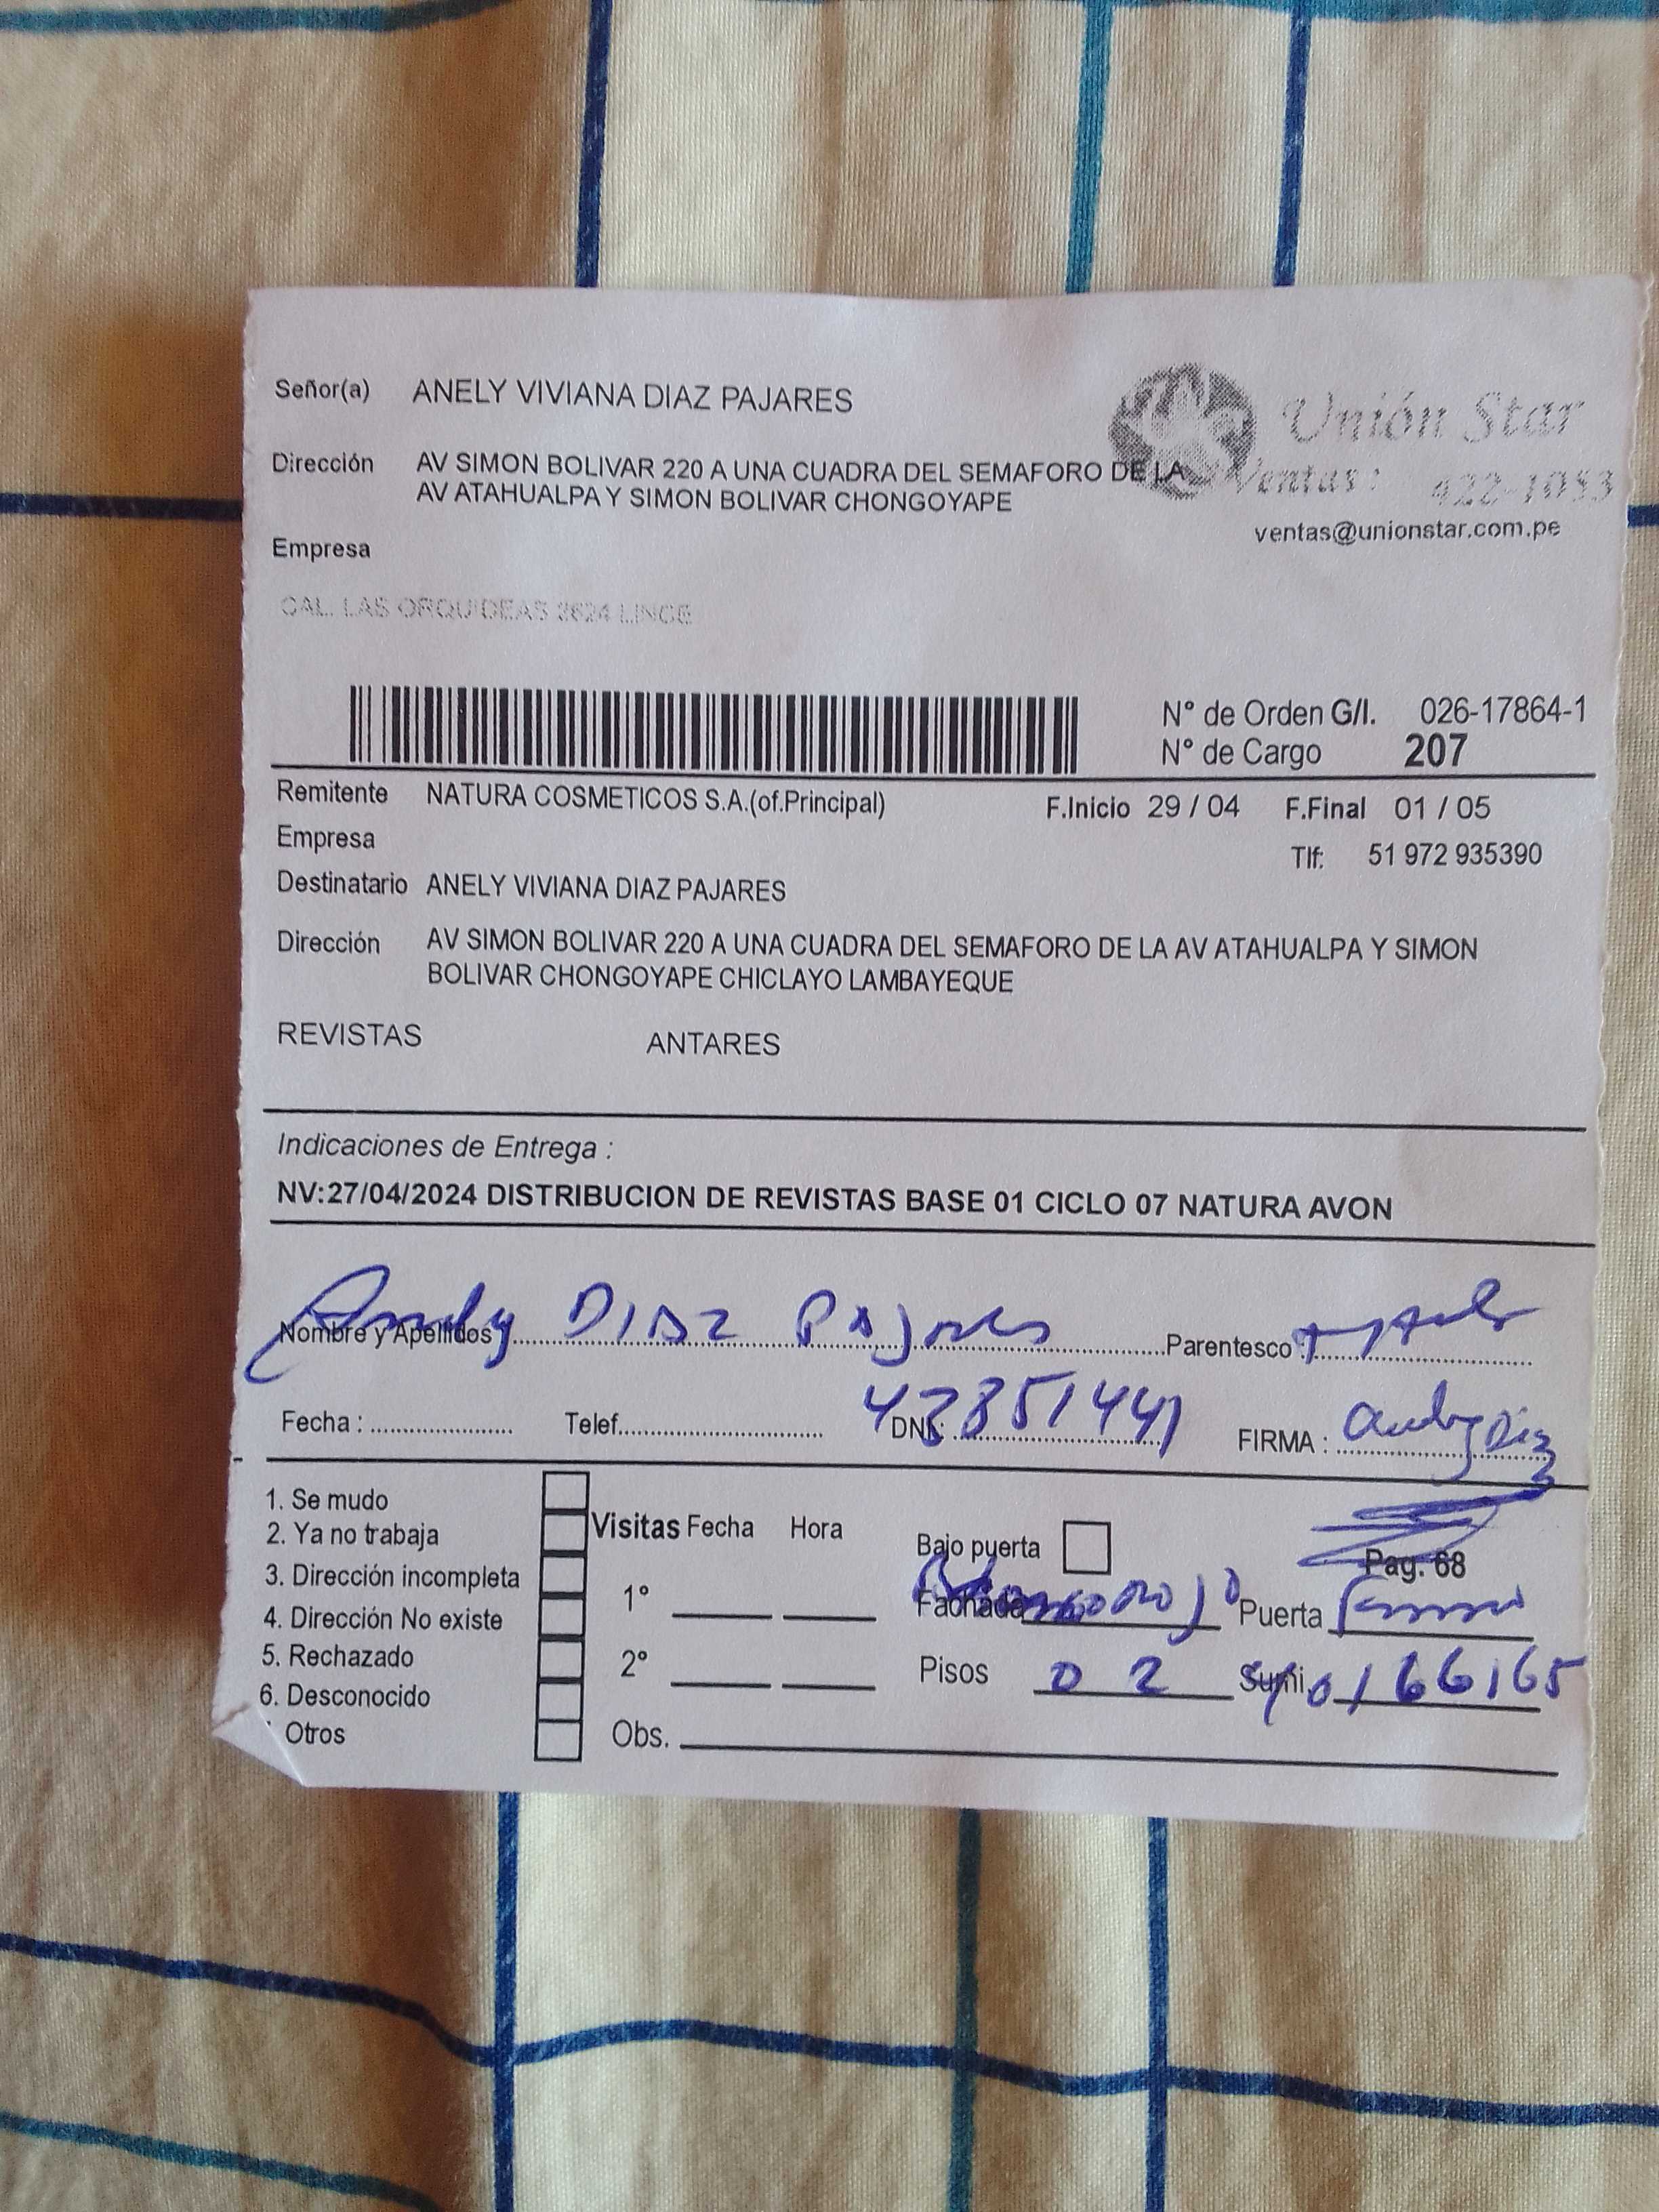 Señor(a) ANELY VIVIANA DIAZ PAJARES
Unión Star
Dirección AV SIMON BOLIVAR 220 A UNA CUADRA DEL SEMAFORO DE LA
AV ATAHUALPA Y SIMON BOLIVAR CHONGOYAPE
Ventas: 422-1053
ventas@unionstar.com.pe
Empresa
CAL. LAS ORQUIDEAS 2624 LINCE
N° de Orden G/I. 026-17864-1
N° de Cargo 207
Remitente NATURA COSMETICOS S.A.(of.Principal) F.Inicio 29 / 04 F.Final 01 / 05
Empresa
Tlf: 51 972 935390
Destinatario ANELY VIVIANA DIAZ PAJARES
Dirección AV SIMON BOLIVAR 220 A UNA CUADRA DEL SEMAFORO DE LA AV ATAHUALPA Y SIMON
BOLIVAR CHONGOYAPE CHICLAYO LAMBAYEQUE
REVISTAS ANTARES
Indicaciones de Entrega :
NV:27/04/2024 DISTRIBUCION DE REVISTAS BASE 01 CICLO 07 NATURA AVON
Nombre y Apellidos Anely DIAZ Pajares Parentesco :
Fecha : Telef. DNI: 43851441 FIRMA : Anely Diaz
1. Se mudo
2. Ya no trabaja
3. Dirección incompleta
4. Dirección No existe
5. Rechazado
6. Desconocido
Otros
Visitas Fecha Hora
1°
2°
Obs.
Bajo puerta
Pag. 68
Fachada Puerta
Pisos 02 Sumi.